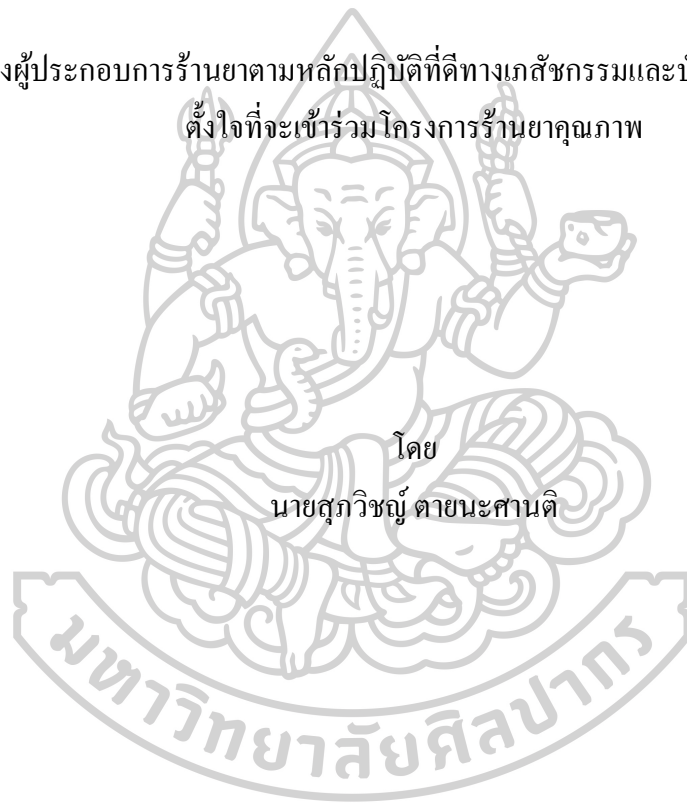 งผู้ประกอบการร้านยาตามหลักปฏิบัติที่ดีทางเภสัชกรรมและ
ตั้งใจที่จะเข้าร่วมโครงการร้านยาคุณภาพ
โดย
นายสุภวิชญ์ ตายนะศานติ
มหาวิทยาลัยศิลปากร